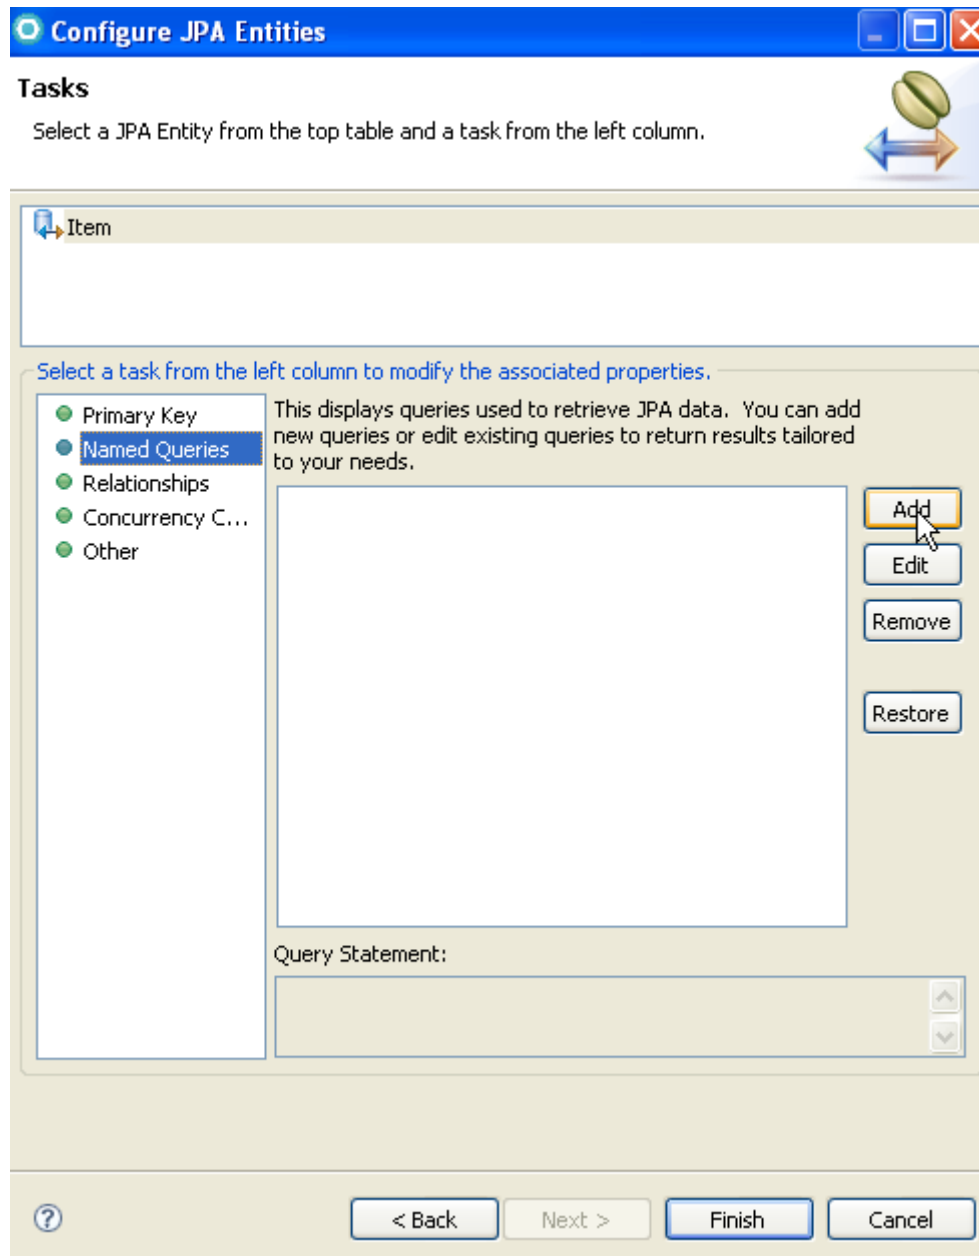 Configure JPA Entities
Tasks
Select a JPA Entity from the top table and a task from the left column.
Item
Select a task from the left column to modify the associated properties.
Primary Key
Named Queries
Relationships
Concurrency C...
Other
This displays queries used to retrieve JPA data. You can add
new queries or edit existing queries to return results tailored
to your needs.
Add
Edit
Remove
Restore
Query Statement:
?
< Back
Next >
Finish
Cancel